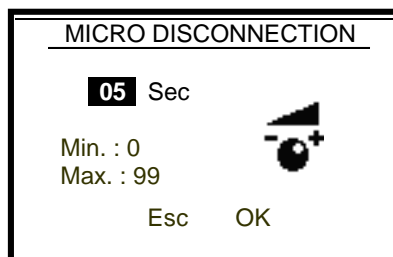 MICRO DISCONNECTION
05 Sec
- +
Min. : 0
Max. : 99
Esc OK